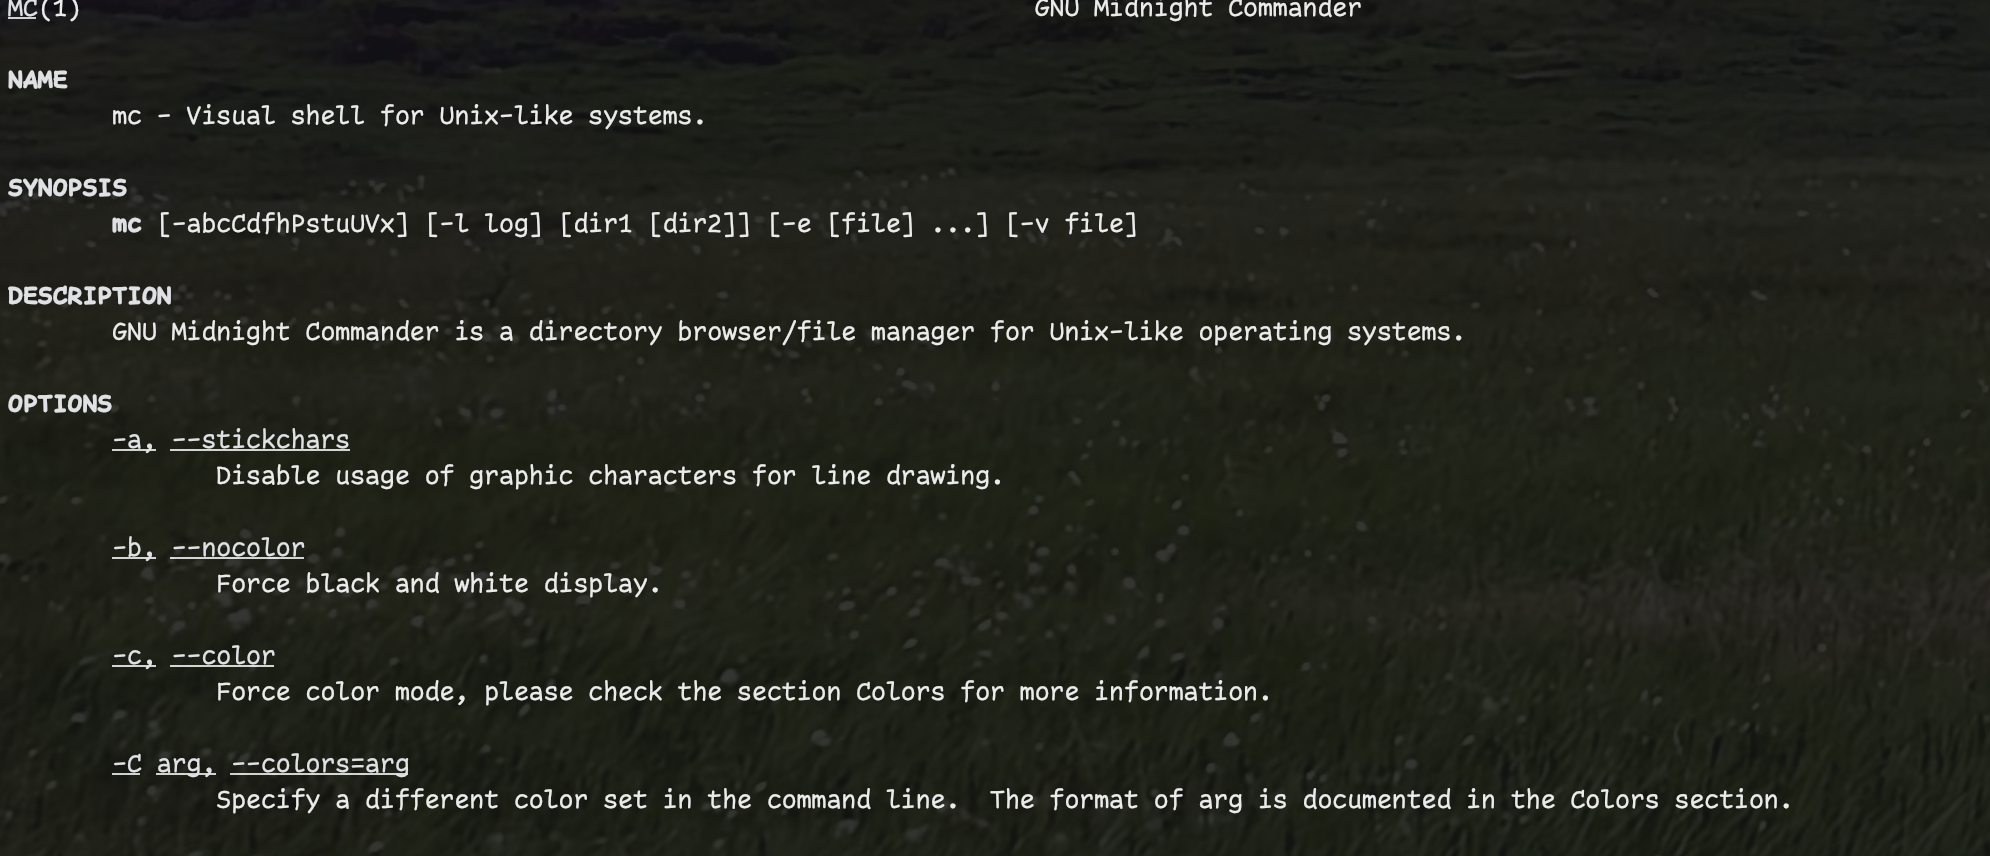 MC(1) GNU Midnight Commander
NAME
mc - Visual shell for Unix-like systems.
SYNOPSIS
mc [-abcCdfhPstuUVx] [-l log] [dir1 [dir2]] [-e [file] ...] [-v file]
DESCRIPTION
GNU Midnight Commander is a directory browser/file manager for Unix-like operating systems.
OPTIONS
-a, --stickchars
Disable usage of graphic characters for line drawing.
-b, --nocolor
Force black and white display.
-c, --color
Force color mode, please check the section Colors for more information.
-C arg, --colors=arg
Specify a different color set in the command line.  The format of arg is documented in the Colors section.